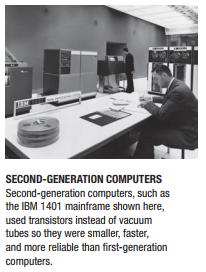 IBM
SECOND-GENERATION COMPUTERS
Second-generation computers, such as
the IBM 1401 mainframe shown here,
used transistors instead of vacuum
tubes so they were smaller, faster,
and more reliable than first-generation
computers.